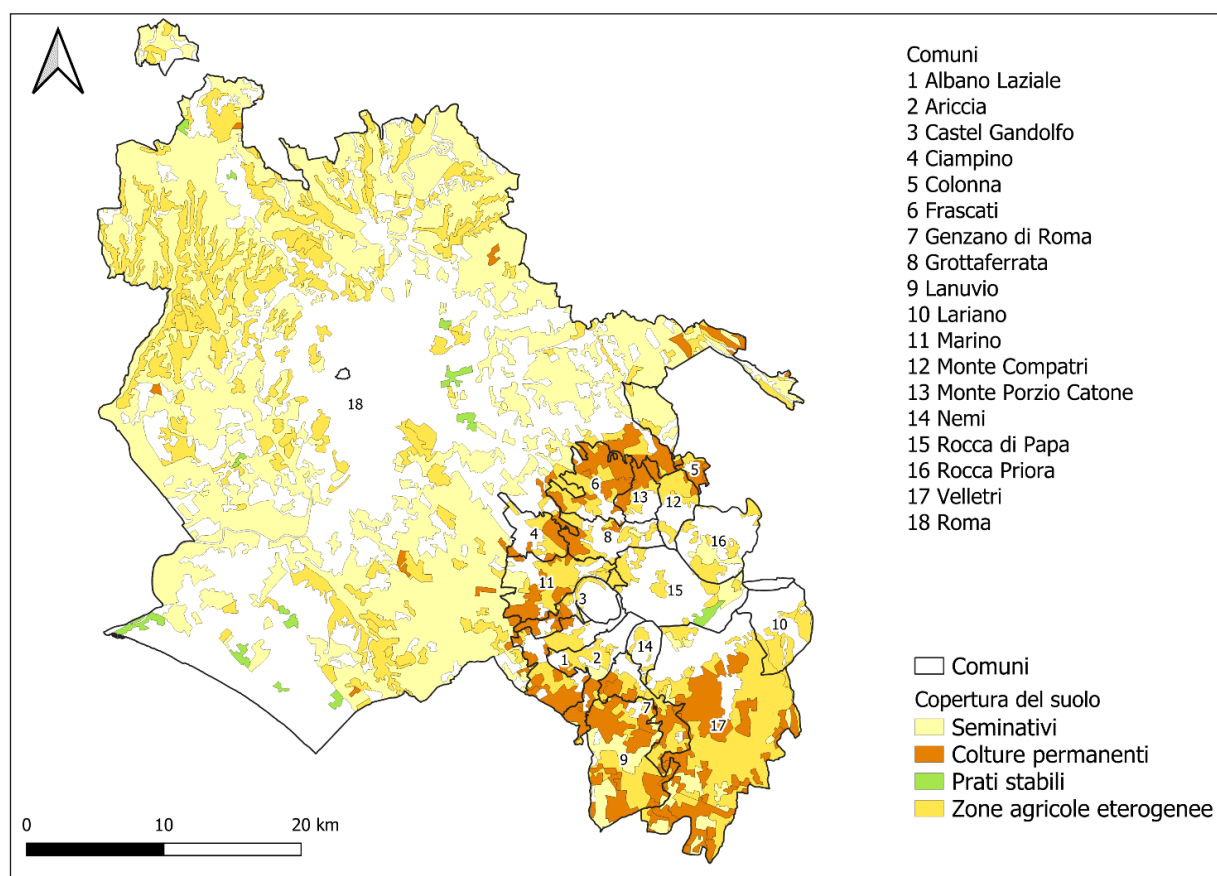 Comuni
1 Albano Laziale
2 Ariccia
3 Castel Gandolfo
4 Ciampino
5 Colonna
6 Frascati
7 Genzano di Roma
8 Grottaferrata
9 Lanuvio
10 Lariano
11 Marino
12 Monte Compatri
13 Monte Porzio Catone
14 Nemi
15 Rocca di Papa
16 Rocca Priora
17 Velletri
18 Roma
18
5
6
13
12
4
8
16
11
15
3
10
14
1
2
7
17
9
Comuni
Copertura del suolo
Seminativi
Colture permanenti
Prati stabili
Zone agricole eterogenee
0 10 20 km